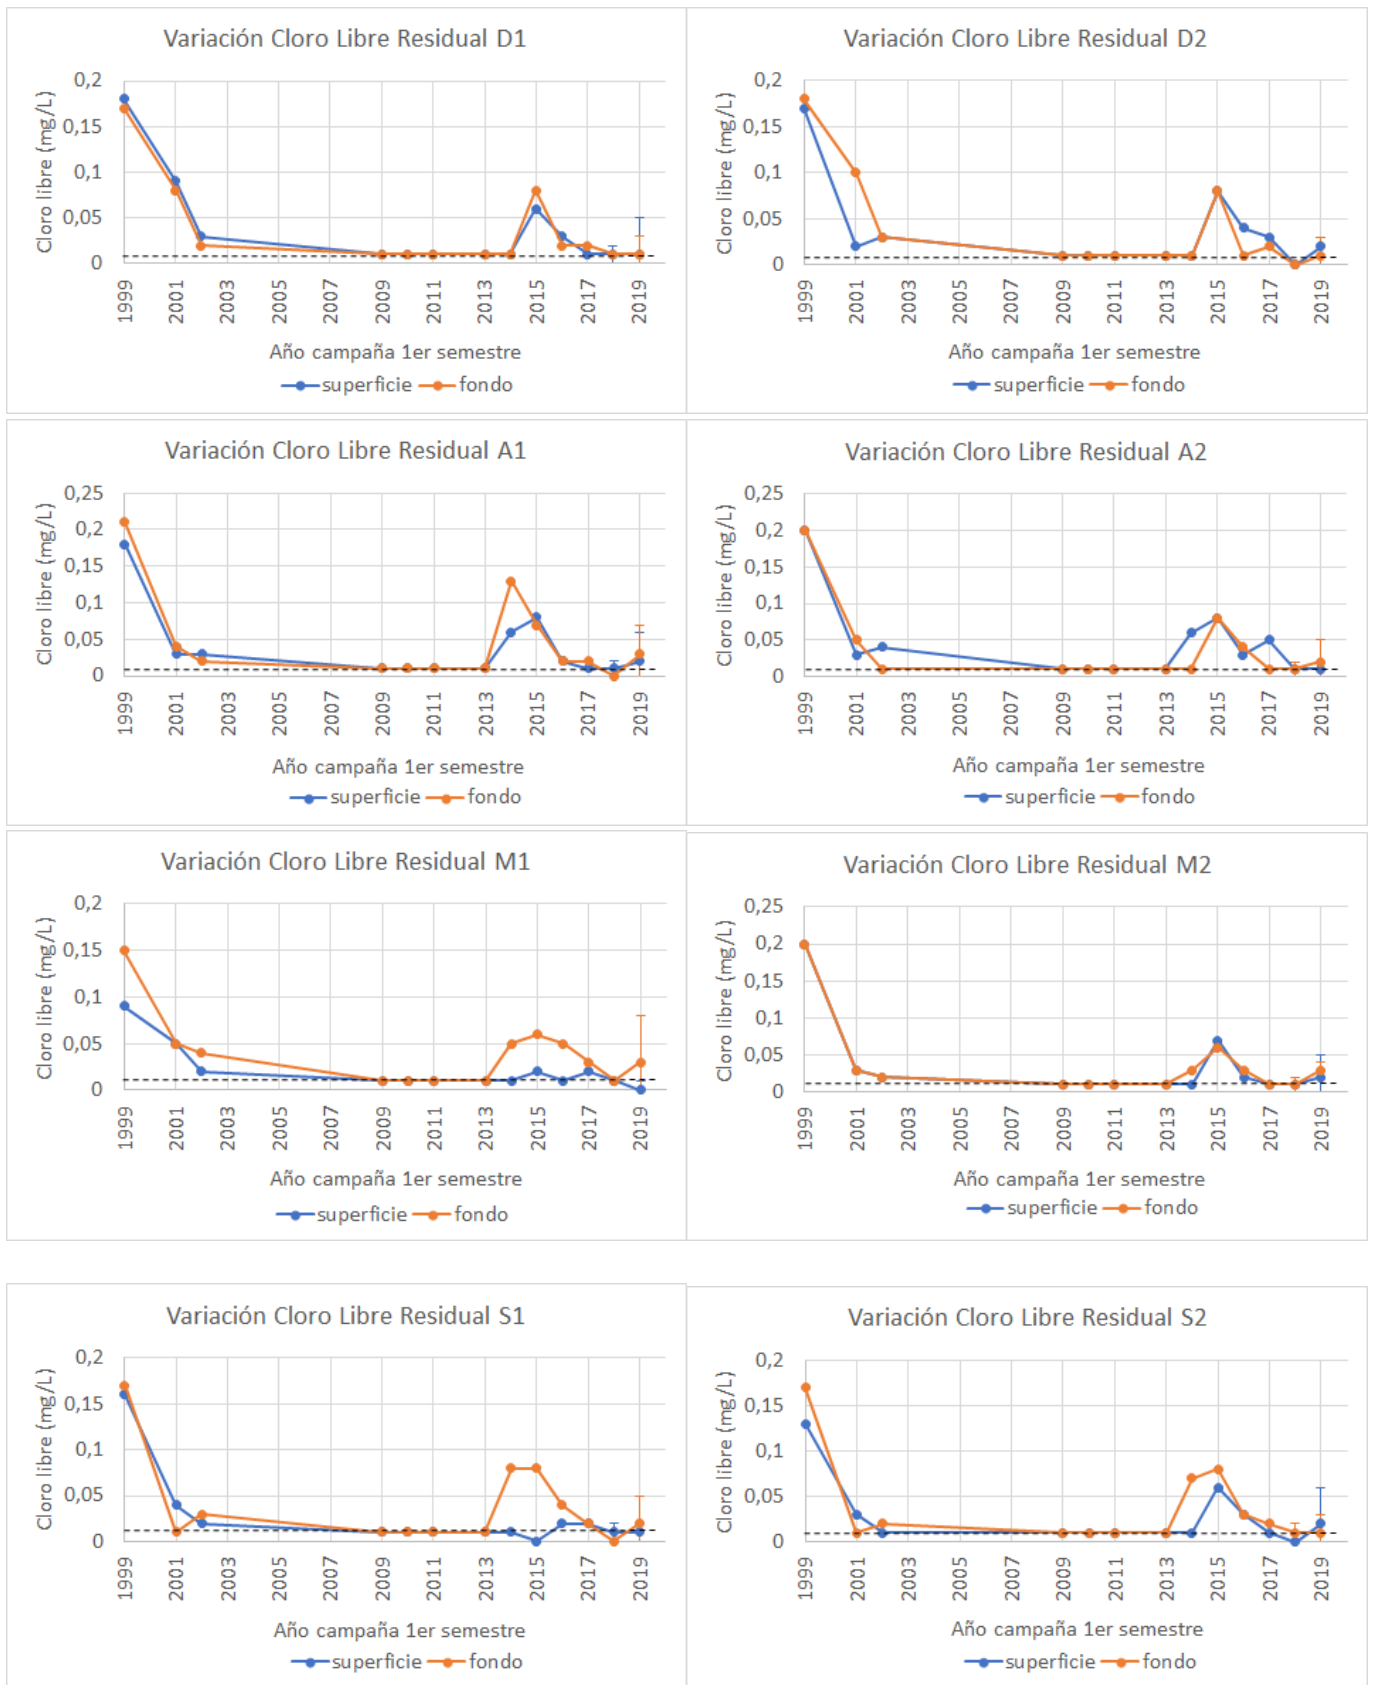 Variación Cloro Libre Residual D1
Cloro libre (mg/L)
0,2
0,15
0,1
0,05
0
1999 2001 2003 2005 2007 2009 2011 2013 2015 2017 2019
Año campaña 1er semestre
superficie fondo
Variación Cloro Libre Residual D2
Cloro libre (mg/L)
0,2
0,15
0,1
0,05
0
1999 2001 2003 2005 2007 2009 2011 2013 2015 2017 2019
Año campaña 1er semestre
superficie fondo
Variación Cloro Libre Residual A1
Cloro libre (mg/L)
0,25
0,2
0,15
0,1
0,05
0
1999 2001 2003 2005 2007 2009 2011 2013 2015 2017 2019
Año campaña 1er semestre
superficie fondo
Variación Cloro Libre Residual A2
Cloro libre (mg/L)
0,25
0,2
0,15
0,1
0,05
0
1999 2001 2003 2005 2007 2009 2011 2013 2015 2017 2019
Año campaña 1er semestre
superficie fondo
Variación Cloro Libre Residual M1
Cloro libre (mg/L)
0,2
0,15
0,1
0,05
0
1999 2001 2003 2005 2007 2009 2011 2013 2015 2017 2019
Año campaña 1er semestre
superficie fondo
Variación Cloro Libre Residual M2
Cloro libre (mg/L)
0,25
0,2
0,15
0,1
0,05
0
1999 2001 2003 2005 2007 2009 2011 2013 2015 2017 2019
Año campaña 1er semestre
superficie fondo
Variación Cloro Libre Residual S1
Cloro libre (mg/L)
0,2
0,15
0,1
0,05
0
1999 2001 2003 2005 2007 2009 2011 2013 2015 2017 2019
Año campaña 1er semestre
superficie fondo
Variación Cloro Libre Residual S2
Cloro libre (mg/L)
0,2
0,15
0,1
0,05
0
1999 2001 2003 2005 2007 2009 2011 2013 2015 2017 2019
Año campaña 1er semestre
superficie fondo